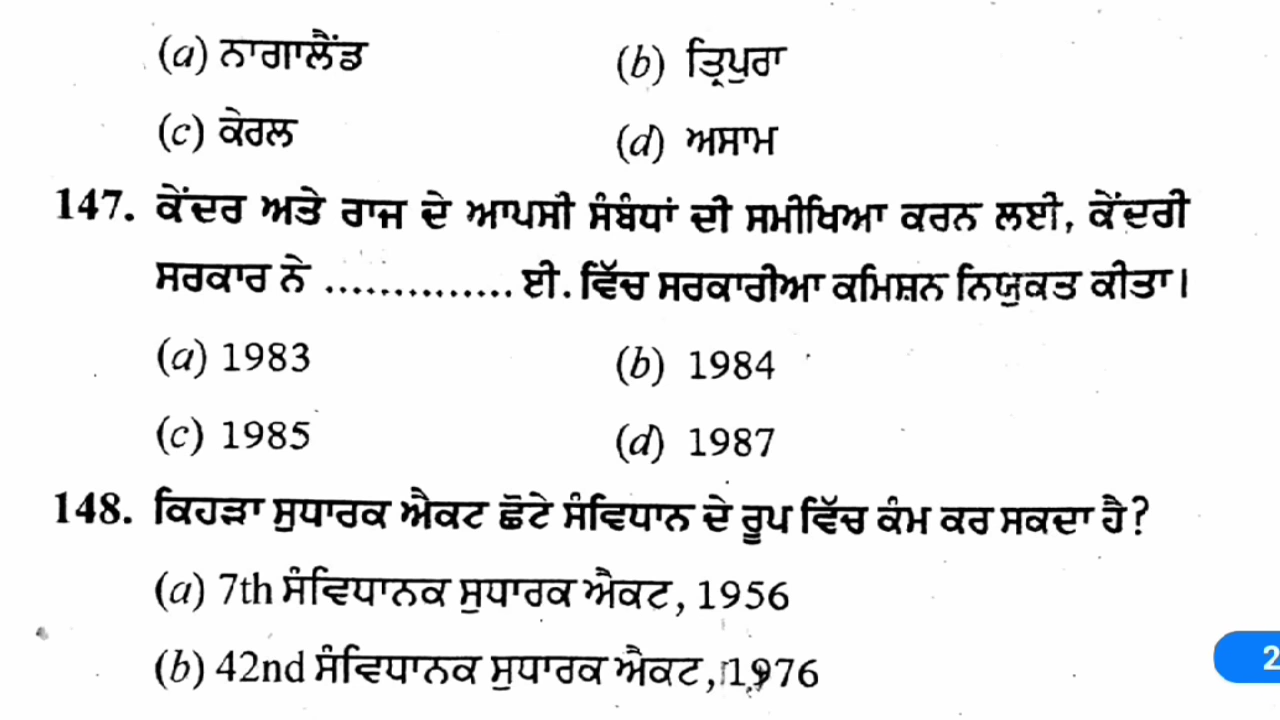 (a) ਨਾਗਾਲੈਂਡ (b) ਤ੍ਰਿਪੁਰਾ
(c) ਕੇਰਲ (d) ਅਸਾਮ
147. ਕੇਂਦਰ ਅਤੇ ਰਾਜ ਦੇ ਆਪਸੀ ਸੰਬੰਧਾਂ ਦੀ ਸਮੀਖਿਆ ਕਰਨ ਲਈ, ਕੇਂਦਰੀ
ਸਰਕਾਰ ਨੇ .............. ਈ. ਵਿੱਚ ਸਰਕਾਰੀਆ ਕਮਿਸ਼ਨ ਨਿਯੁਕਤ ਕੀਤਾ।
(a) 1983 (b) 1984
(c) 1985 (d) 1987
148. ਕਿਹੜਾ ਸੁਧਾਰਕ ਐਕਟ ਛੋਟੇ ਸੰਵਿਧਾਨ ਦੇ ਰੂਪ ਵਿੱਚ ਕੰਮ ਕਰ ਸਕਦਾ ਹੈ?
(a) 7th ਸੰਵਿਧਾਨਕ ਸੁਧਾਰਕ ਐਕਟ, 1956
(b) 42nd ਸੰਵਿਧਾਨਕ ਸੁਧਾਰਕ ਐਕਟ, 1976